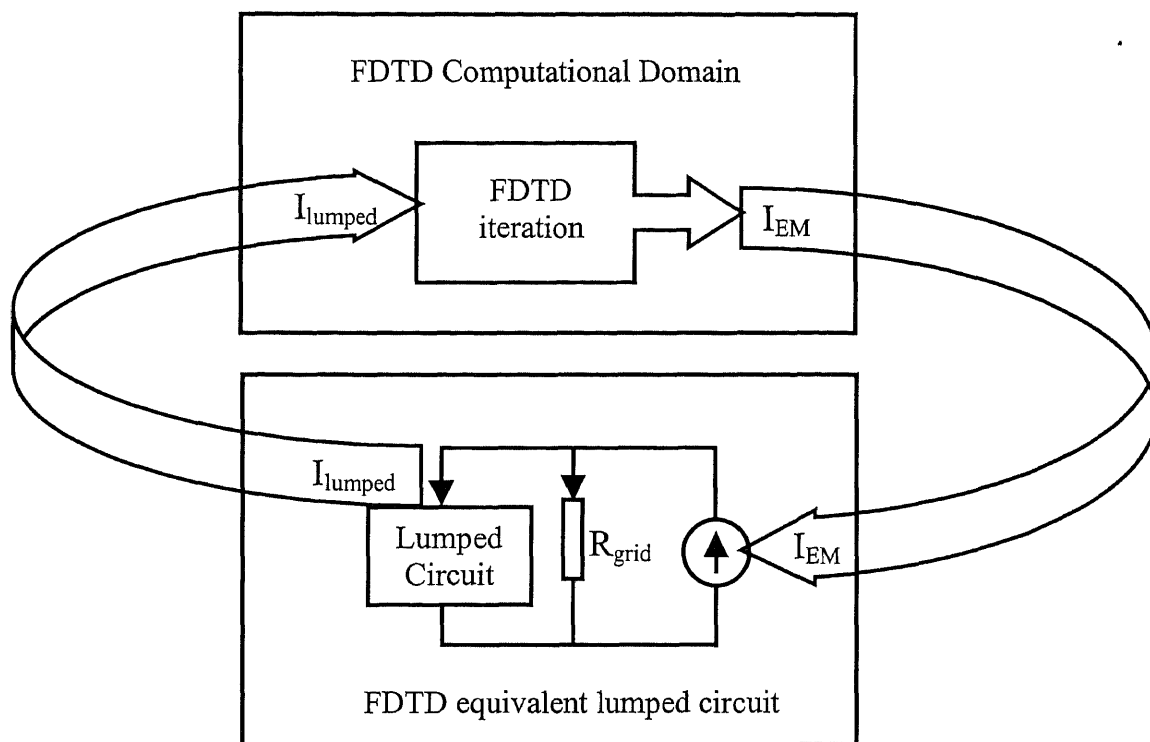 FDTD Computational Domain
FDTD
iteration
I_lumped
I_EM
I_lumped
Lumped
Circuit
R_grid
I_EM
FDTD equivalent lumped circuit